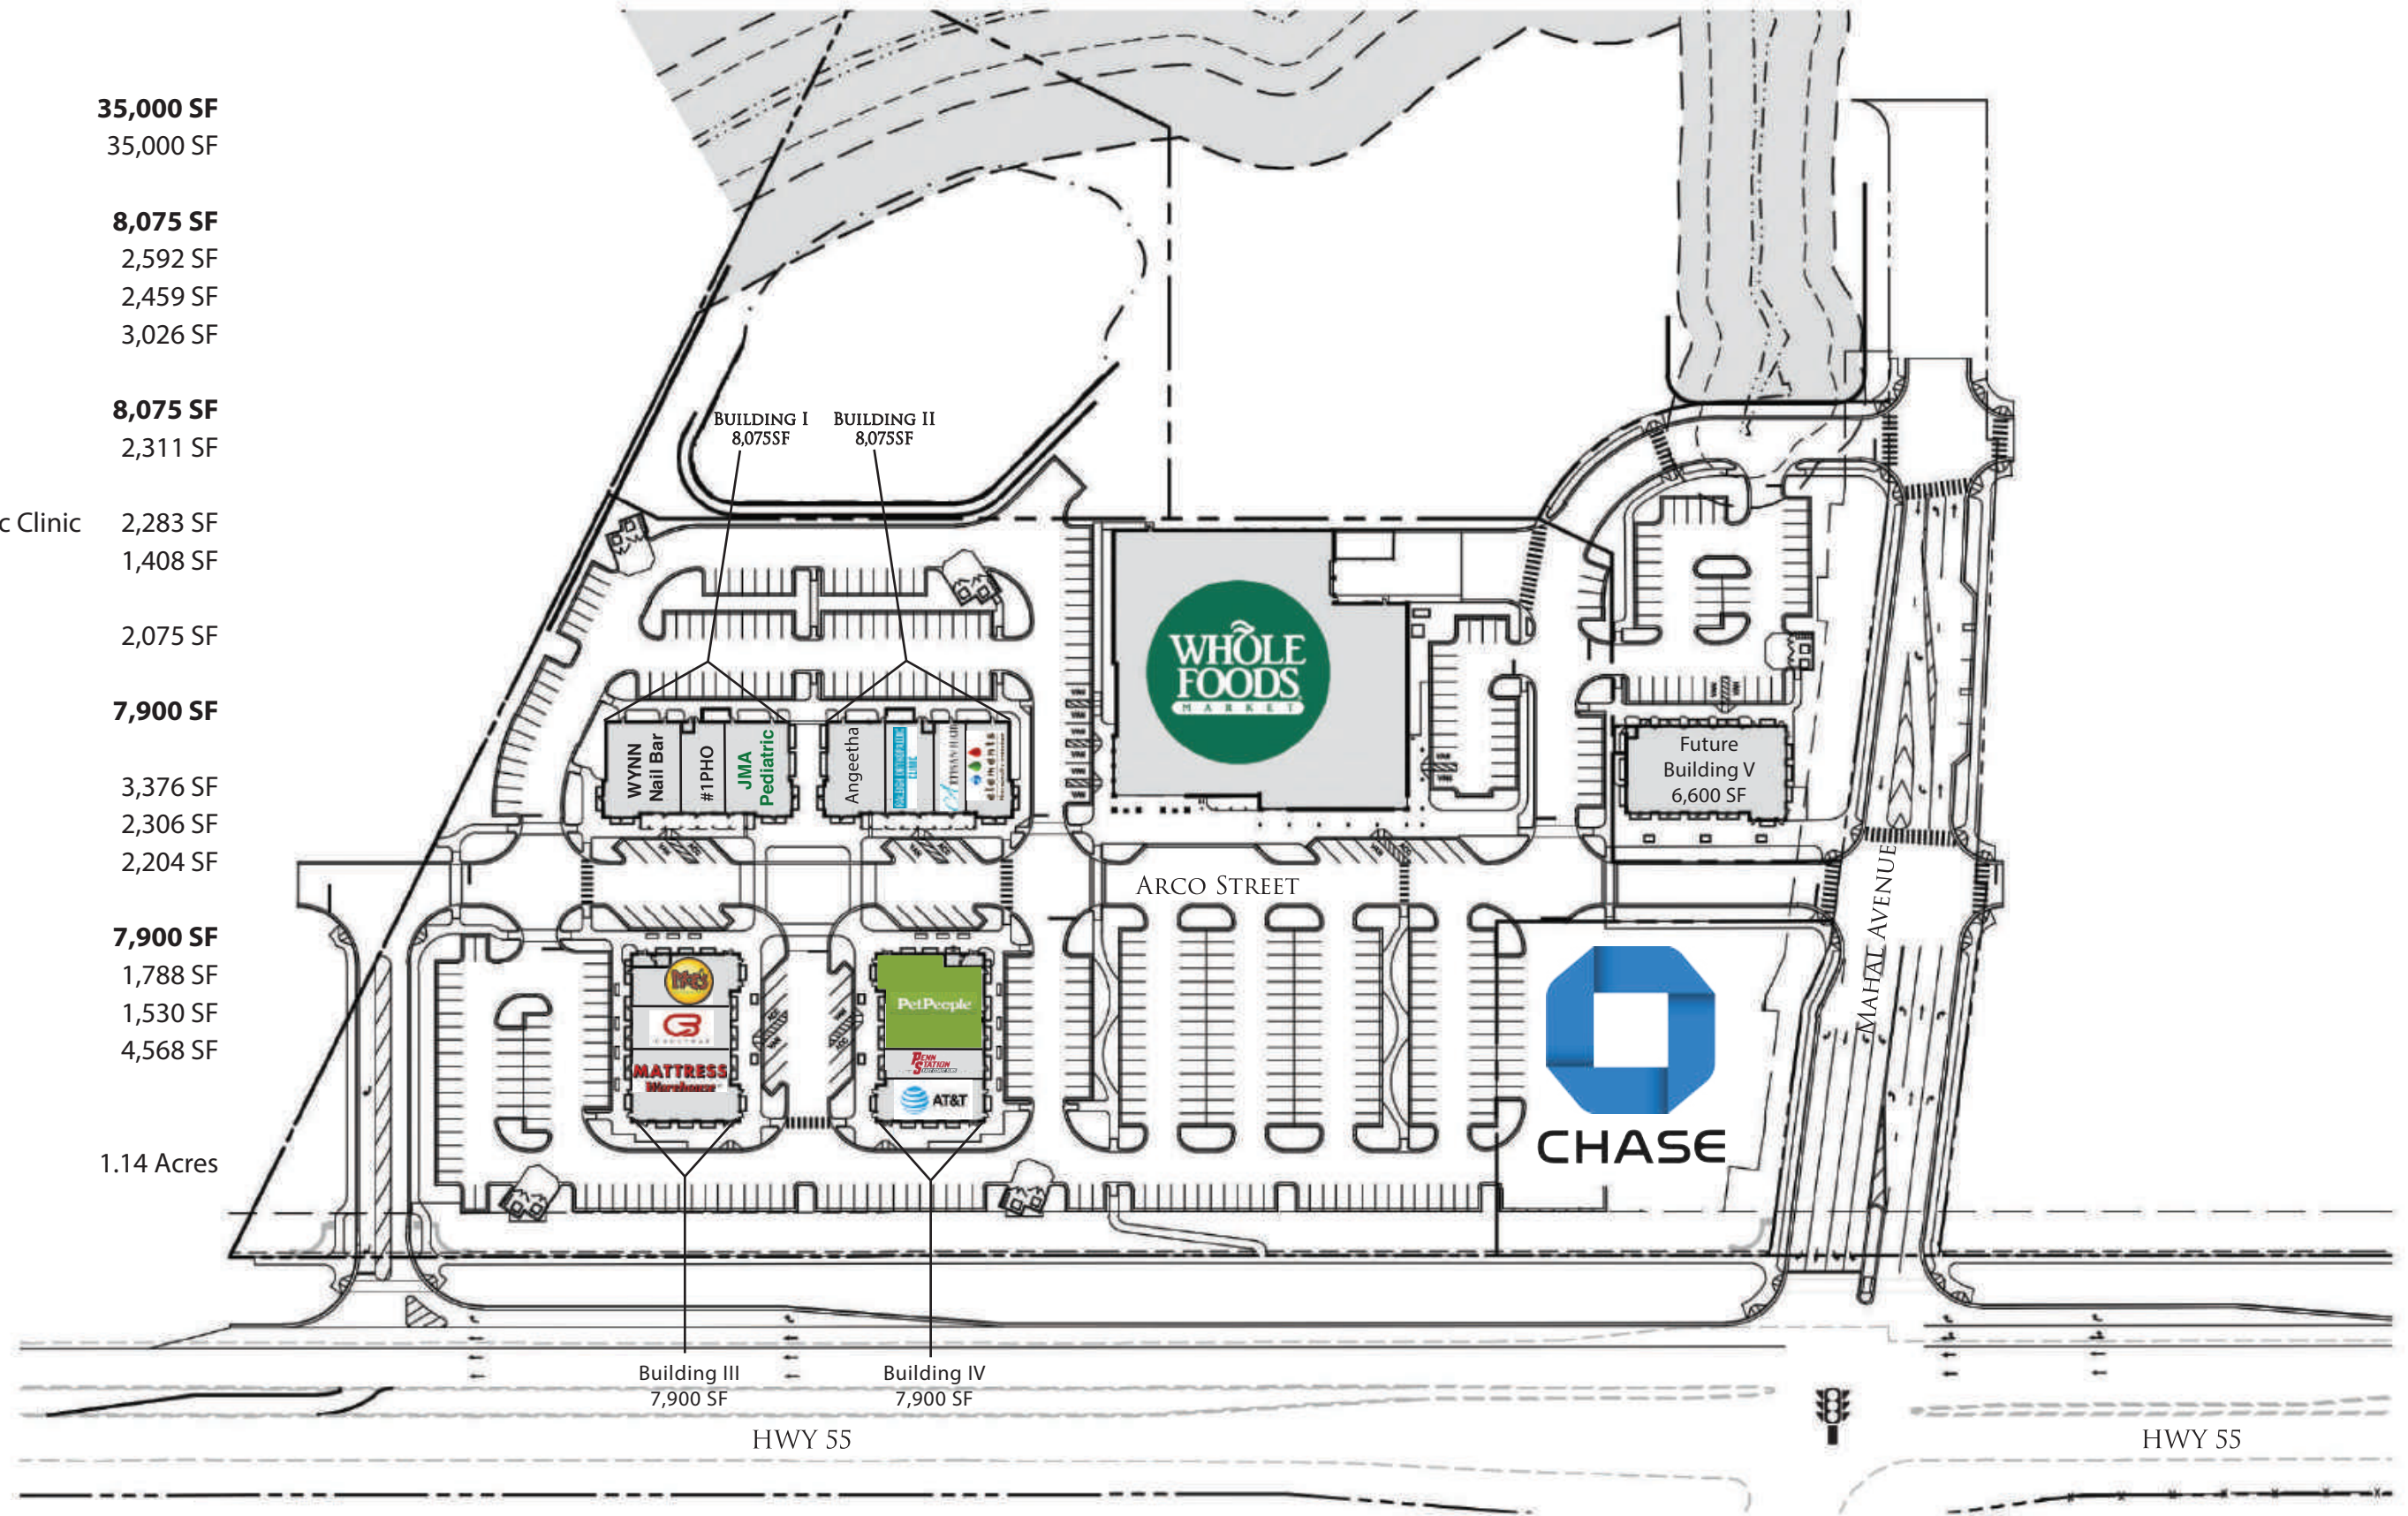 35,000 SF
35,000 SF
8,075 SF
2,592 SF
2,459 SF
3,026 SF
8,075 SF
2,311 SF
c Clinic 2,283 SF
1,408 SF
2,075 SF
7,900 SF
3,376 SF
2,306 SF
2,204 SF
7,900 SF
1,788 SF
1,530 SF
4,568 SF
1.14 Acres
BUILDING I
8,075SF
BUILDING II
8,075SF
WHOLE
FOODS
MARKET
WYNN
Nail Bar
#1PHO
JMA
Pediatric
Angeetha
CLINIC
elements
Future
Building V
6,600 SF
ARCO STREET
MAHAL AVENUE
Moe's
MATTRESS
Warehouse
PetPeople
PENN
STATION
AT&T
CHASE
Building III
7,900 SF
Building IV
7,900 SF
HWY 55
HWY 55